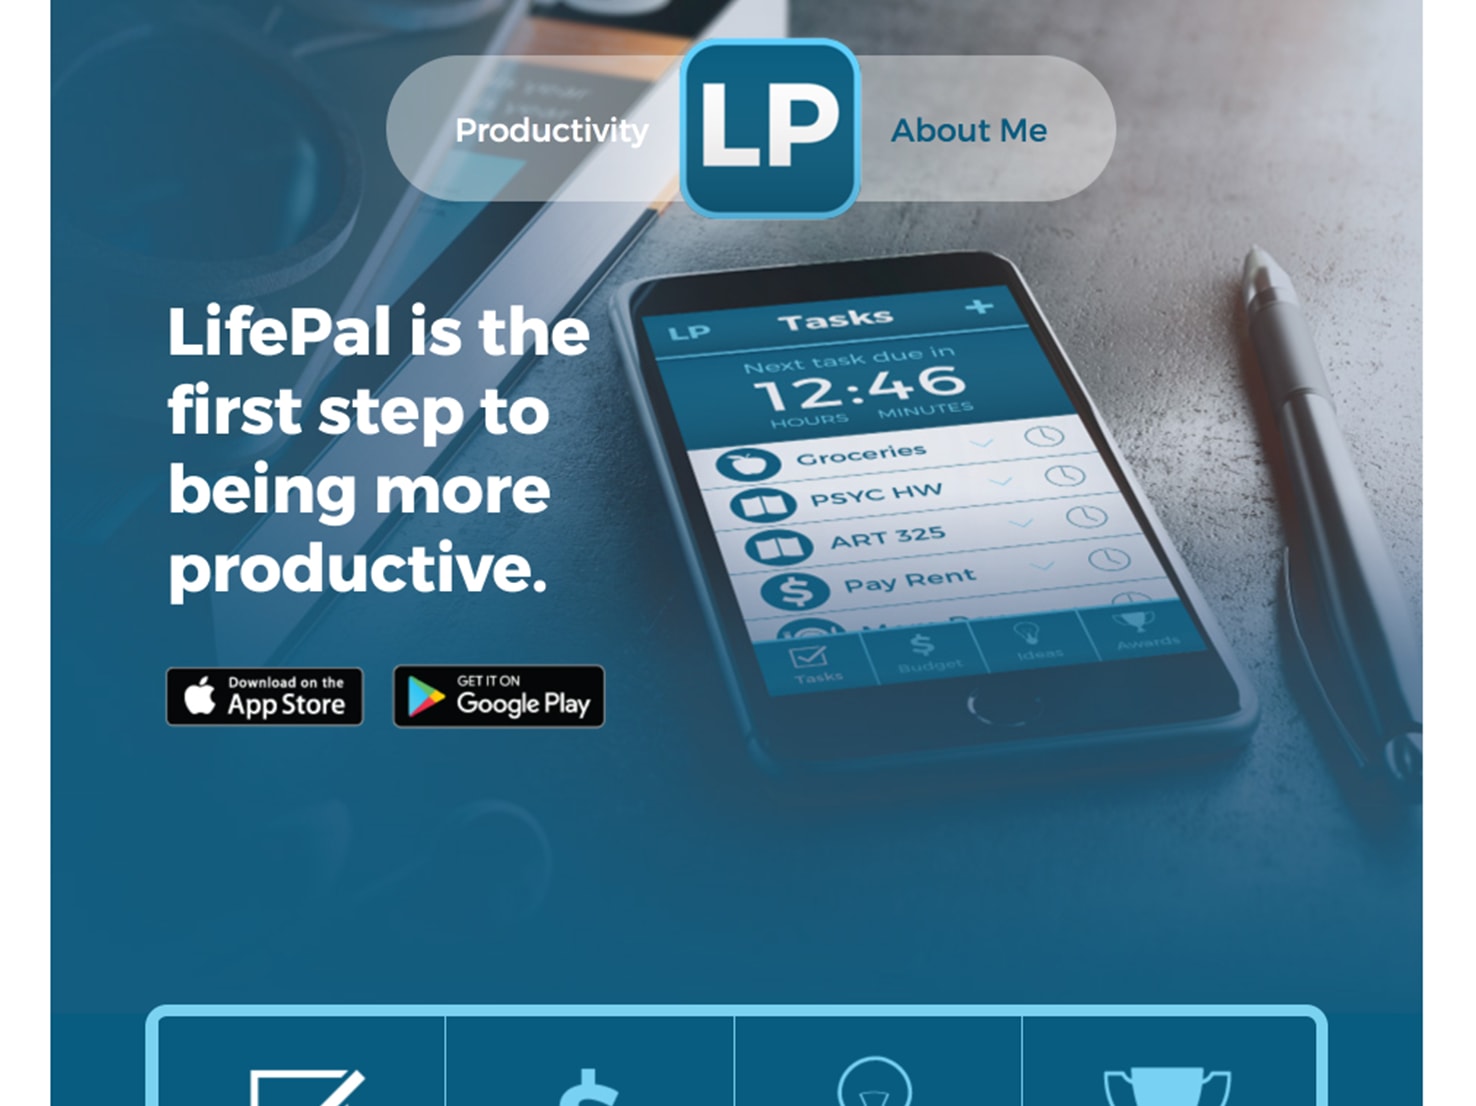 Productivity
LP
About Me
LifePal is the
first step to
being more
productive.
Download on the
App Store
GET IT ON
Google Play
LP
Tasks
+
Next task due in
12:46
HOURS MINUTES
Groceries
PSYC HW
ART 325
$ Pay Rent
Tasks
$
Budget
Ideas
Awards
$